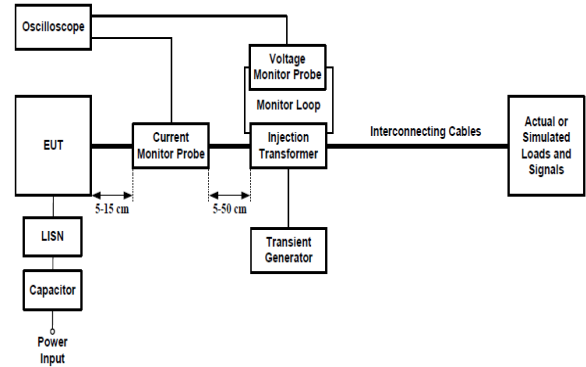 Oscilloscope
Voltage
Monitor Probe
Monitor Loop
EUT
Current
Monitor Probe
Injection
Transformer
Interconnecting Cables
Actual or
Simulated
Loads and
Signals
5-15 cm
5-50 cm
LISN
Transient
Generator
Capacitor
Power
Input